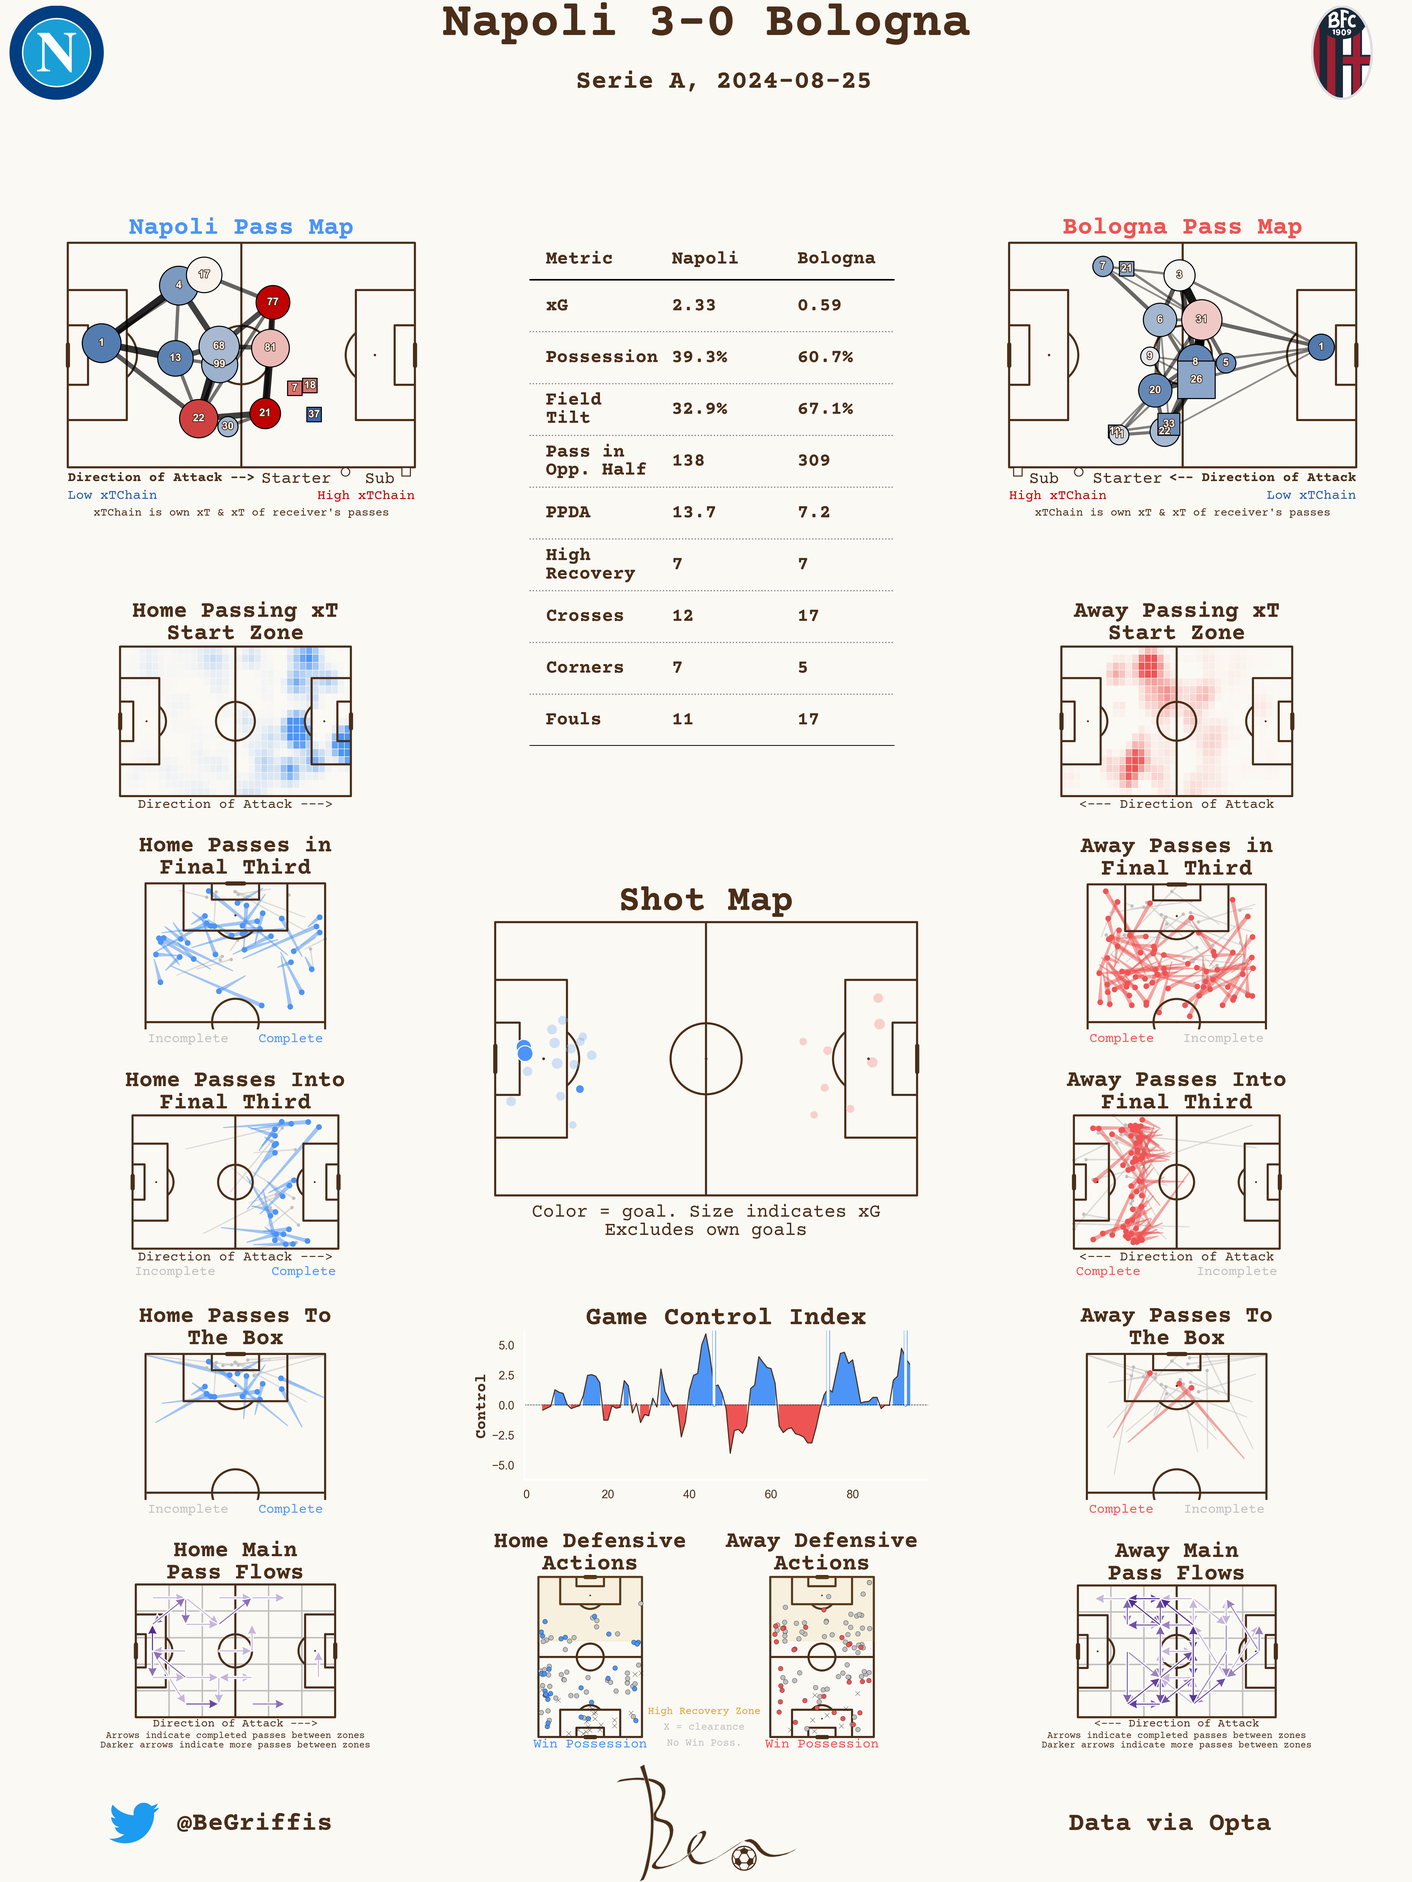 Napoli 3-0 Bologna
Serie A, 2024-08-25
N
BFC
1909
Napoli Pass Map
17
4
77
1
68
81
13
99
7
18
22
21
37
30
Direction of Attack --> Starter Sub
Low xTChain High xTChain
xTChain is own xT & xT of receiver's passes
Metric Napoli Bologna
xG 2.33 0.59
Possession 39.3% 60.7%
Field
Tilt 32.9% 67.1%
Pass in
Opp. Half 138 309
PPDA 13.7 7.2
High
Recovery 7 7
Crosses 12 17
Corners 7 5
Fouls 11 17
Bologna Pass Map
7
21
3
6
31
1
9
8
5
26
20
33
22
11
Sub Starter <-- Direction of Attack
High xTChain Low xTChain
xTChain is own xT & xT of receiver's passes
Home Passing xT
Start Zone
Direction of Attack --->
Away Passing xT
Start Zone
<--- Direction of Attack
Home Passes in
Final Third
Incomplete Complete
Shot Map
Color = goal. Size indicates xG
Excludes own goals
Away Passes in
Final Third
Complete Incomplete
Home Passes Into
Final Third
Direction of Attack --->
Incomplete Complete
Away Passes Into
Final Third
<--- Direction of Attack
Complete Incomplete
Home Passes To
The Box
Incomplete Complete
Game Control Index
Control
5.0
2.5
0.0
−2.5
−5.0
0 20 40 60 80
Away Passes To
The Box
Complete Incomplete
Home Main
Pass Flows
Direction of Attack --->
Arrows indicate completed passes between zones
Darker arrows indicate more passes between zones
Home Defensive
Actions
Win Possession
High Recovery Zone
X = clearance
No Win Poss.
Away Defensive
Actions
Win Possession
Away Main
Pass Flows
<--- Direction of Attack
Arrows indicate completed passes between zones
Darker arrows indicate more passes between zones
@BeGriffis
Ben
Data via Opta